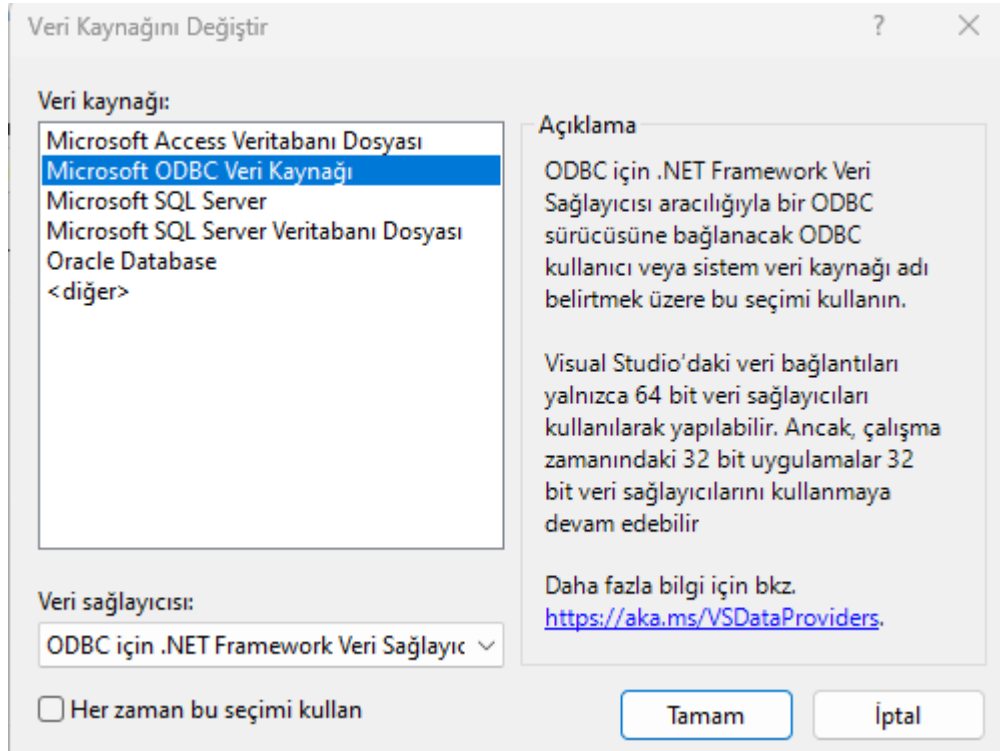 Veri Kaynağını Değiştir
?
Veri kaynağı:
Microsoft Access Veritabanı Dosyası
Microsoft ODBC Veri Kaynağı
Microsoft SQL Server
Microsoft SQL Server Veritabanı Dosyası
Oracle Database
<diğer>
Açıklama
ODBC için .NET Framework Veri
Sağlayıcısı aracılığıyla bir ODBC
sürücüsüne bağlanacak ODBC
kullanıcı veya sistem veri kaynağı adı
belirtmek üzere bu seçimi kullanın.
Visual Studio'daki veri bağlantıları
yalnızca 64 bit veri sağlayıcıları
kullanılarak yapılabilir. Ancak, çalışma
zamanındaki 32 bit uygulamalar 32
bit veri sağlayıcılarını kullanmaya
devam edebilir
Daha fazla bilgi için bkz.
https://aka.ms/VSDataProviders.
Veri sağlayıcısı:
ODBC için .NET Framework Veri Sağlayıc
Her zaman bu seçimi kullan
Tamam
İptal